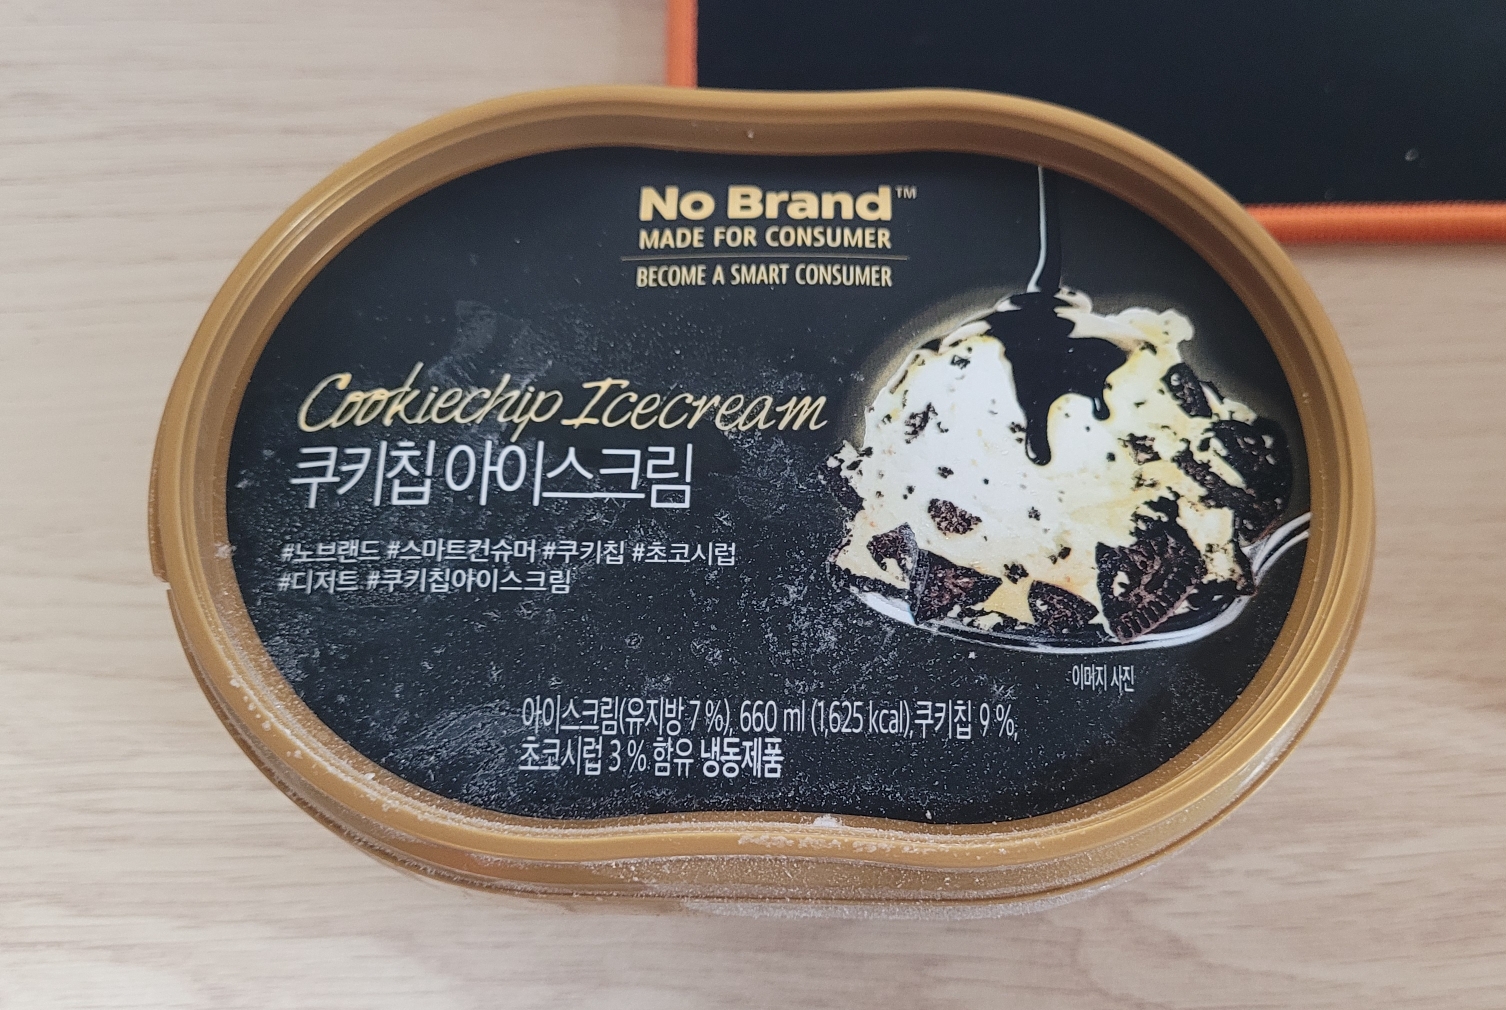 No Brand™
MADE FOR CONSUMER
BECOME A SMART CONSUMER
Cookiechip Icecream
쿠키칩 아이스크림
#노브랜드 #스마트컨슈머 #쿠키칩 #초코시럽
#디저트 #쿠키칩아이스크림
이미지 사진
아이스크림(유지방 7 %), 660 ml (1,625 kcal), 쿠키칩 9 %,
초코시럽 3 % 함유 냉동제품